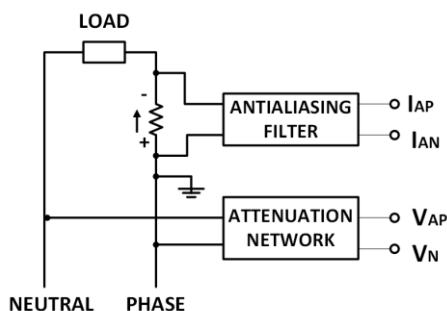 LOAD
-
+
ANTIALIASING
FILTER
IAP
IAN
ATTENUATION
NETWORK
VAP
VN
NEUTRAL PHASE